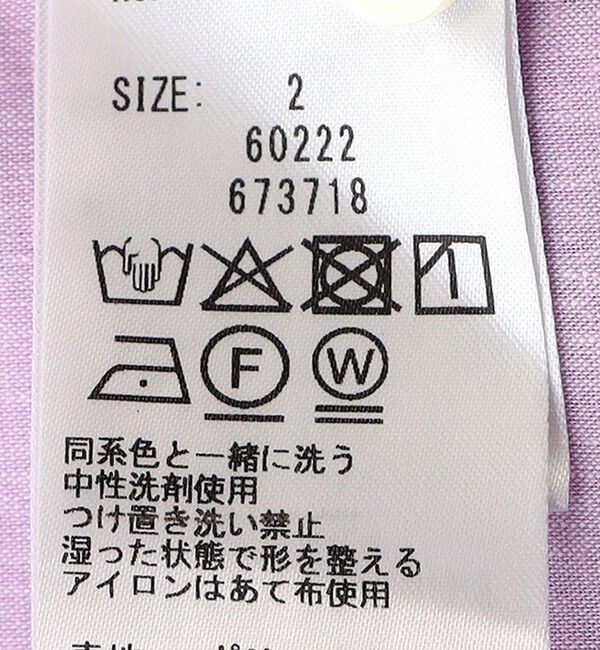 SIZE: 2
60222
673718
F W
同系色と一緒に洗う
中性洗剤使用
つけ置き洗い禁止
湿った状態で形を整える
アイロンはあて布使用